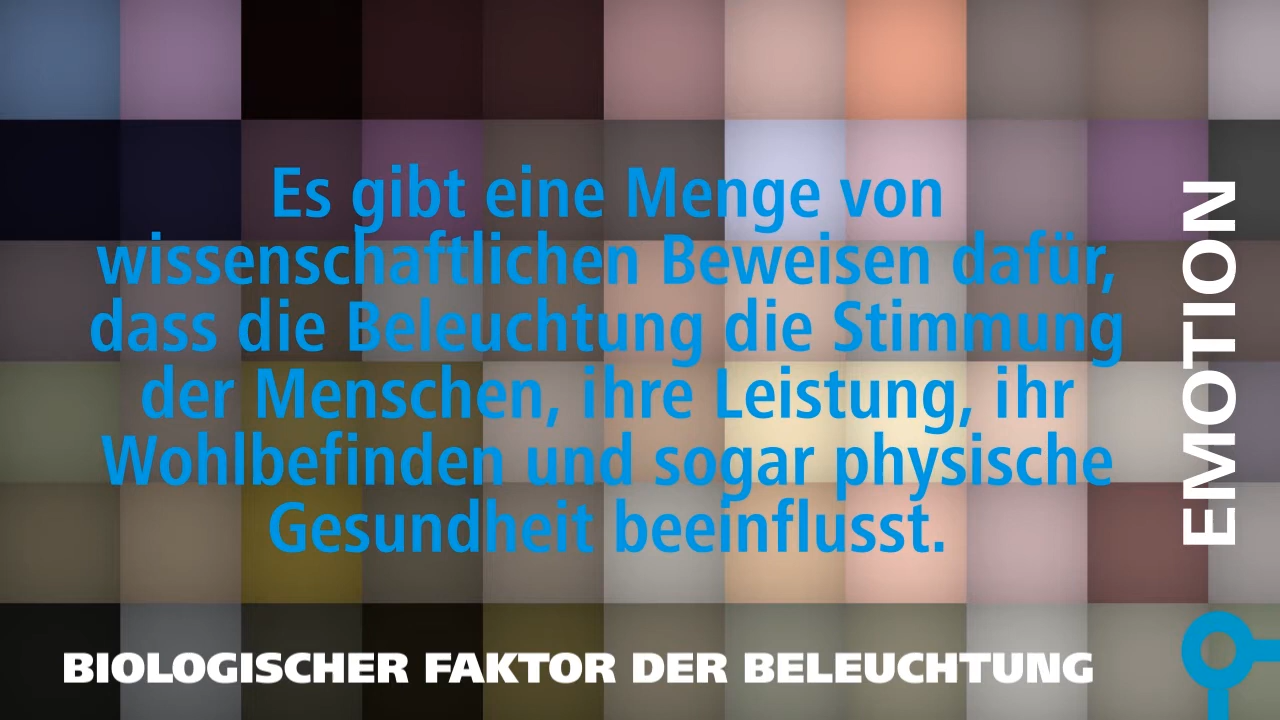 Es gibt eine Menge von
wissenschaftlichen Beweisen dafür,
dass die Beleuchtung die Stimmung
der Menschen, ihre Leistung, ihr
Wohlbefinden und sogar physische
Gesundheit beeinflusst.
EMOTION
BIOLOGISCHER FAKTOR DER BELEUCHTUNG